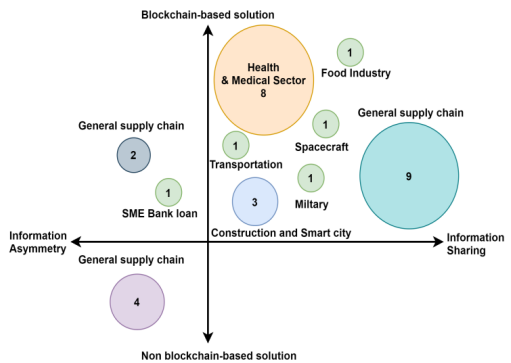 Blockchain-based solution
1
Food Industry
Health
& Medical Sector
8
General supply chain
1
Spacecraft
General supply chain
2
1
Transportation
9
1
Miltary
1
SME Bank loan
3
Construction and Smart city
Information
Asymmetry
Information
Sharing
General supply chain
4
Non blockchain-based solution